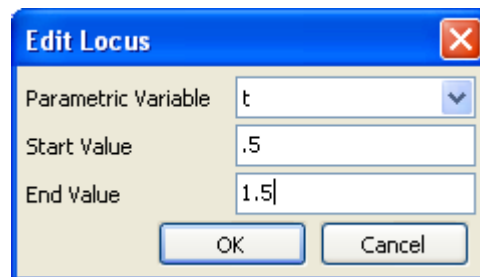 Edit Locus
Parametric Variable t
Start Value .5
End Value 1.5
OK Cancel